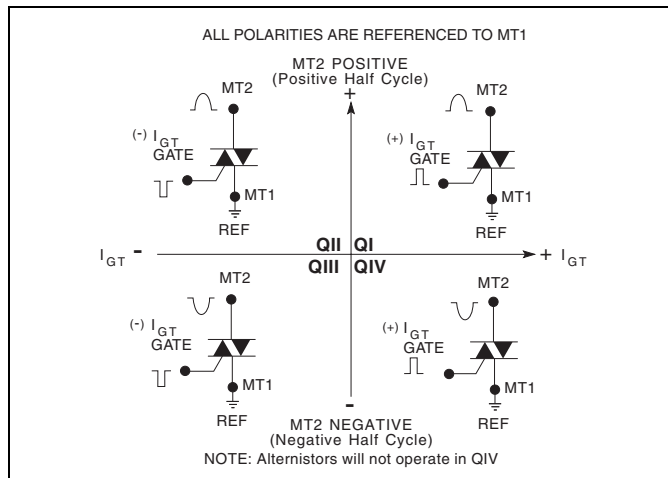 ALL POLARITIES ARE REFERENCED TO MT1
MT2 POSITIVE
(Positive Half Cycle)
+
MT2
(-) IGT
GATE
MT1
REF
MT2
(+) IGT
GATE
MT1
REF
IGT -
QII QI
QIII QIV
+ IGT
MT2
(-) IGT
GATE
MT1
REF
MT2
(+) IGT
GATE
MT1
REF
-
MT2 NEGATIVE
(Negative Half Cycle)
NOTE: Alternistors will not operate in QIV